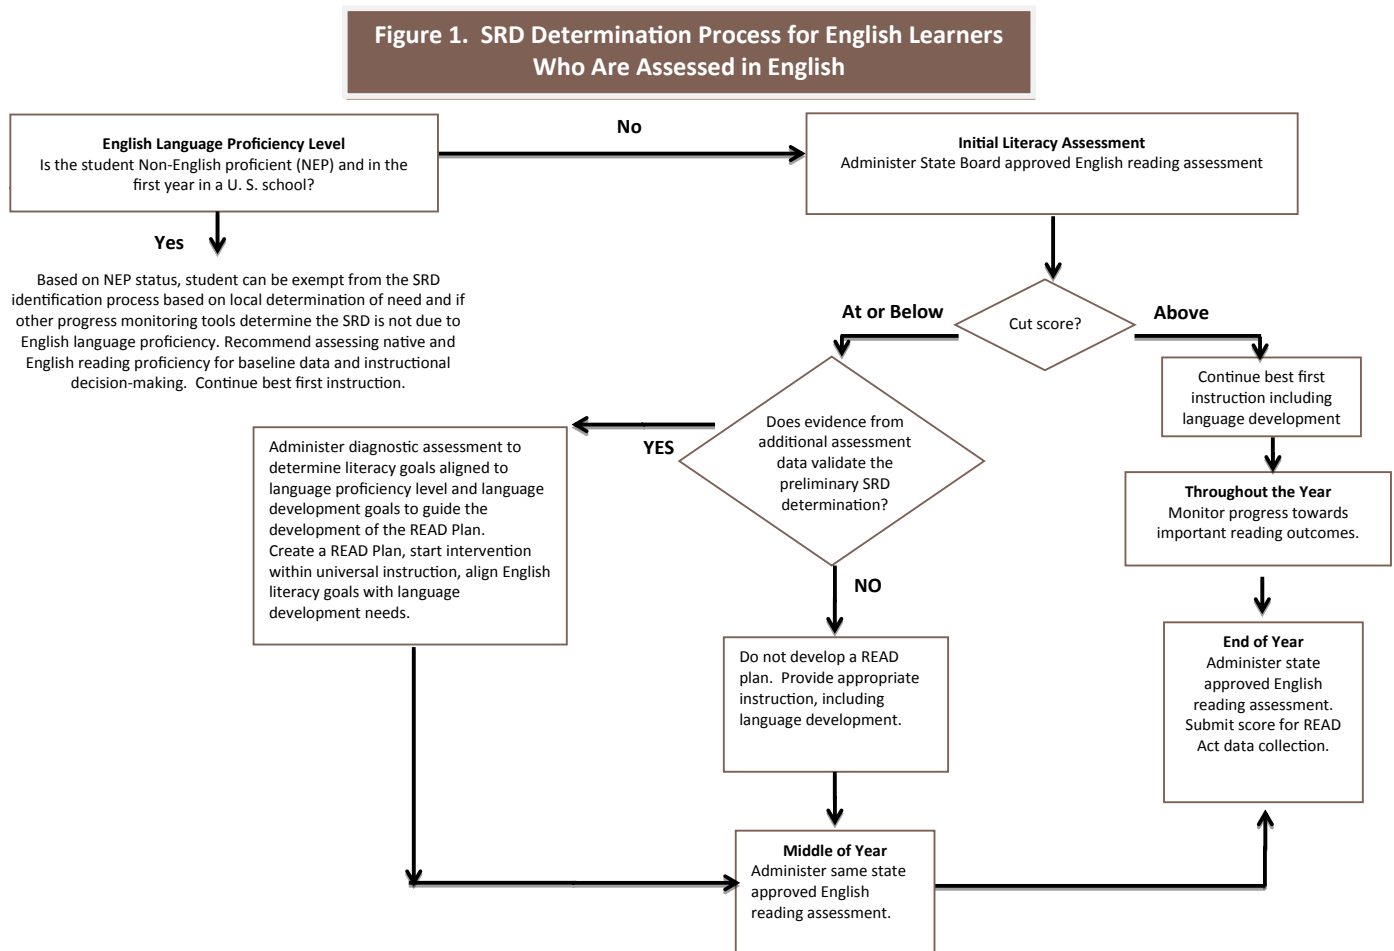 Figure 1.  SRD Determination Process for English Learners
Who Are Assessed in English
English Language Proficiency Level
Is the student Non-English proficient (NEP) and in the
first year in a U. S. school?
No
Initial Literacy Assessment
Administer State Board approved English reading assessment
Yes
Based on NEP status, student can be exempt from the SRD
identification process based on local determination of need and if
other progress monitoring tools determine the SRD is not due to
English language proficiency. Recommend assessing native and
English reading proficiency for baseline data and instructional
decision-making.  Continue best first instruction.
Cut score?
At or Below
Above
Continue best first
instruction including
language development
Does evidence from
additional assessment
data validate the
preliminary SRD
determination?
YES
Administer diagnostic assessment to
determine literacy goals aligned to
language proficiency level and language
development goals to guide the
development of the READ Plan.
Create a READ Plan, start intervention
within universal instruction, align English
literacy goals with language
development needs.
Throughout the Year
Monitor progress towards
important reading outcomes.
NO
Do not develop a READ
plan.  Provide appropriate
instruction, including
language development.
End of Year
Administer state
approved English
reading assessment.
Submit score for READ
Act data collection.
Middle of Year
Administer same state
approved English
reading assessment.